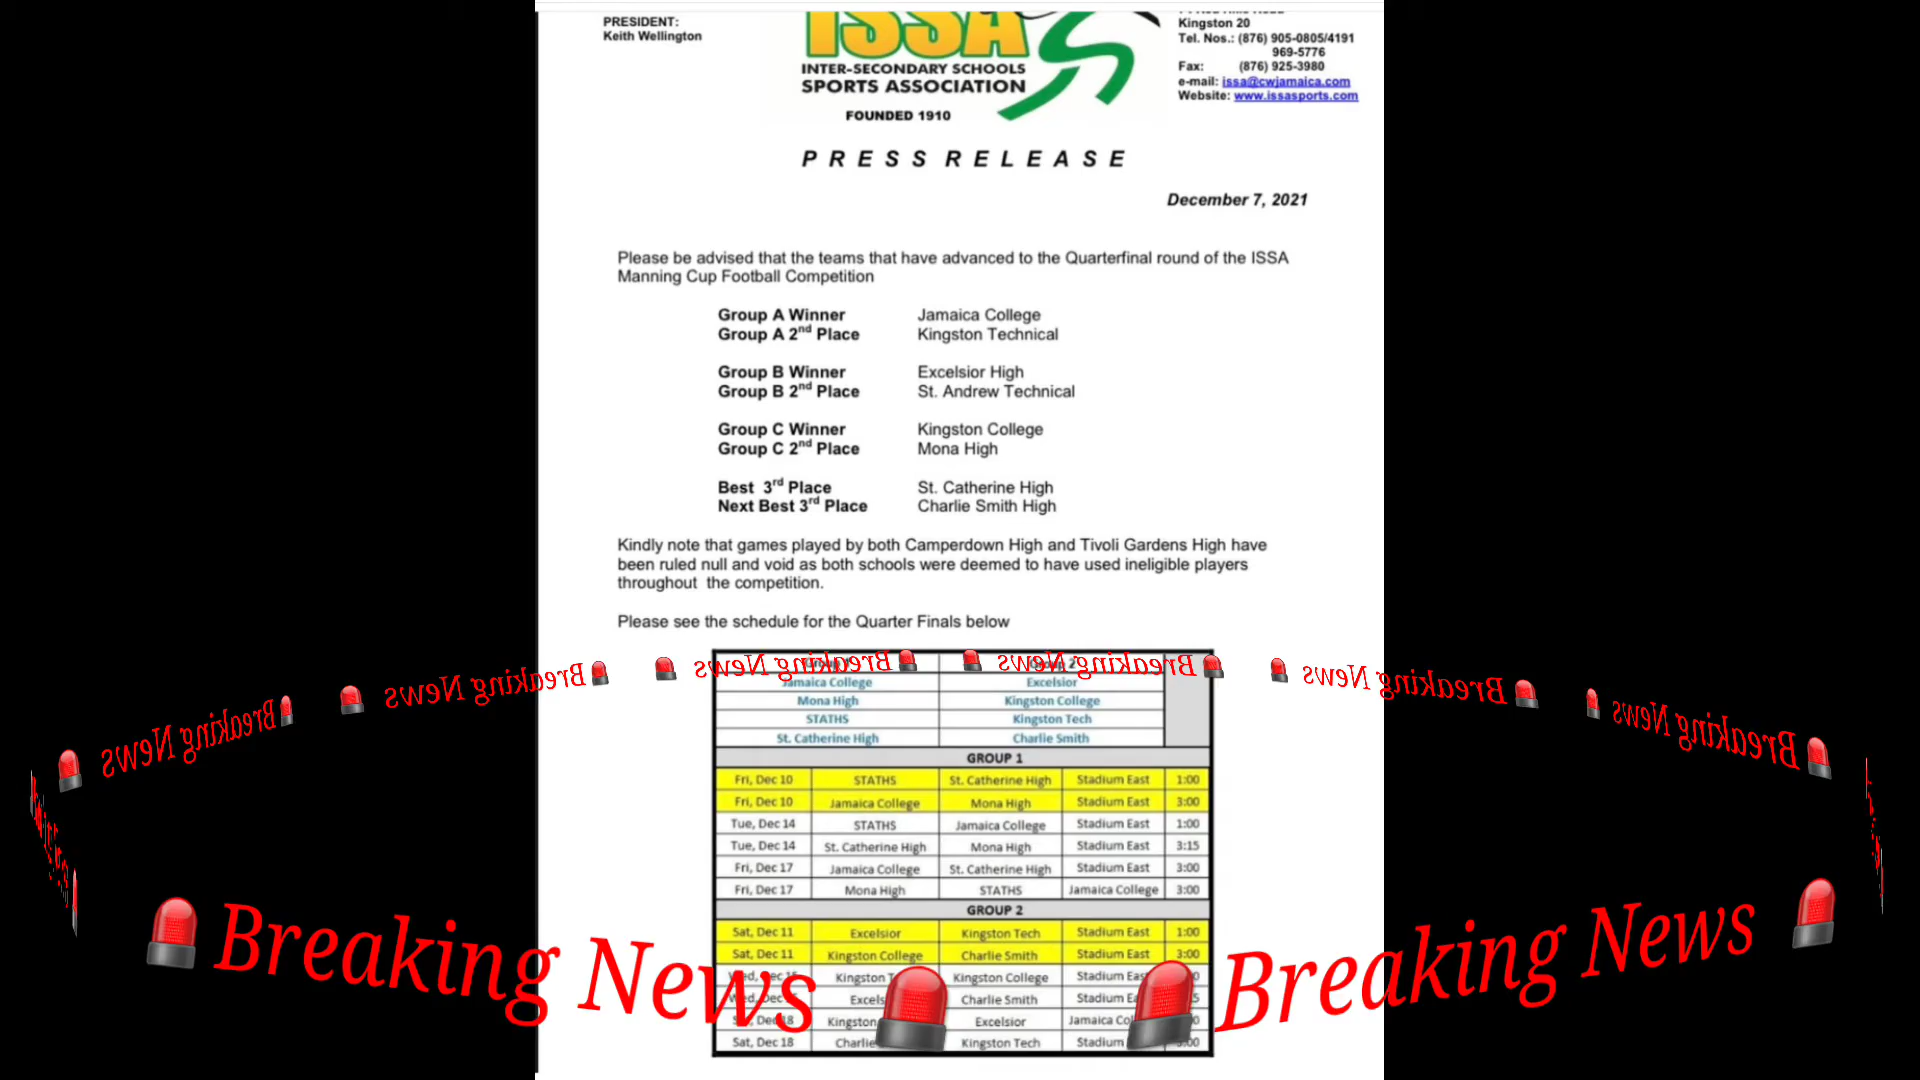 PRESIDENT:
Keith Wellington
ISSA
INTER-SECONDARY SCHOOLS
SPORTS ASSOCIATION
FOUNDED 1910
Kingston 20
Tel. Nos.: (876) 905-0805/4191
969-5776
Fax: (876) 925-3980
e-mail: issa@cwjamaica.com
Website: www.issasports.com
PRESS RELEASE
December 7, 2021
Please be advised that the teams that have advanced to the Quarterfinal round of the ISSA
Manning Cup Football Competition
Group A Winner Jamaica College
Group A 2nd Place Kingston Technical
Group B Winner Excelsior High
Group B 2nd Place St. Andrew Technical
Group C Winner Kingston College
Group C 2nd Place Mona High
Best 3rd Place St. Catherine High
Next Best 3rd Place Charlie Smith High
Kindly note that games played by both Camperdown High and Tivoli Gardens High have
been ruled null and void as both schools were deemed to have used ineligible players
throughout the competition.
Please see the schedule for the Quarter Finals below
Breaking News Breaking News Breaking News Breaking News Breaking News Breaking News
Jamaica College Excelsior
Mona High Kingston College
STATHS Kingston Tech
St. Catherine High Charlie Smith
GROUP 1
Fri, Dec 10 STATHS St. Catherine High Stadium East 1:00
Fri, Dec 10 Jamaica College Mona High Stadium East 3:00
Tue, Dec 14 STATHS Jamaica College Stadium East 1:00
Tue, Dec 14 St. Catherine High Mona High Stadium East 3:15
Fri, Dec 17 Jamaica College St. Catherine High Stadium East 3:00
Fri, Dec 17 Mona High STATHS Jamaica College 3:00
GROUP 2
Sat, Dec 11 Excelsior Kingston Tech Stadium East 1:00
Sat, Dec 11 Kingston College Charlie Smith Stadium East 3:00
Kingston Kingston College Stadium
Charlie Smith Stadium
Kingston Excelsior Jamaica
Sat, Dec 18 Charlie Kingston Tech Stadium
Breaking News Breaking News